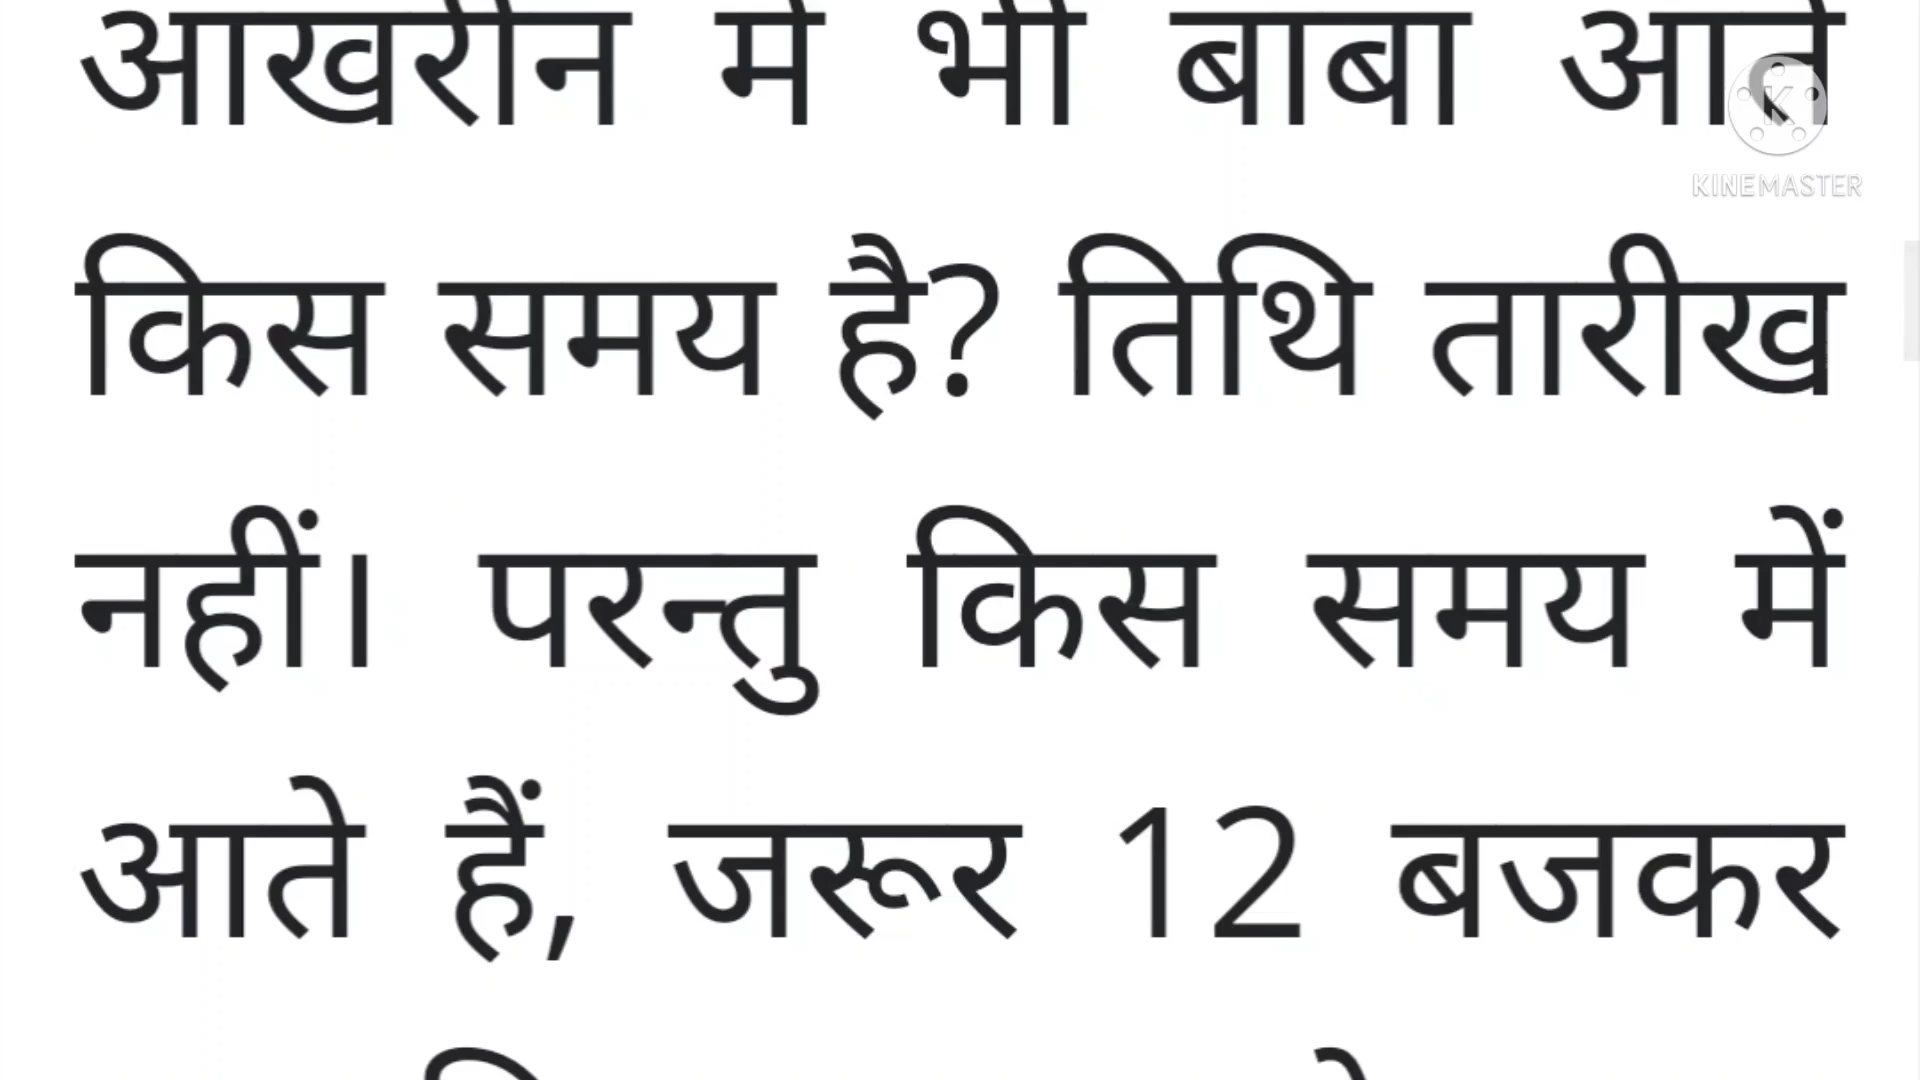 आखरीन में भी बाबा आते
KINEMASTER
किस समय है? तिथि तारीख
नहीं। परन्तु किस समय में
आते हैं, जरूर 12 बजकर